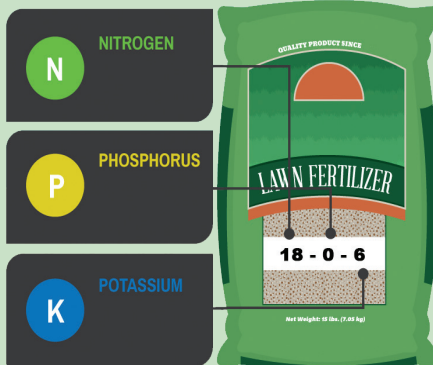 N
NITROGEN
P
PHOSPHORUS
K
POTASSIUM
QUALITY PRODUCT SINCE
LAWN FERTILIZER
18 - 0 - 6
Net Weight: 15 lbs. (7.03 kg)